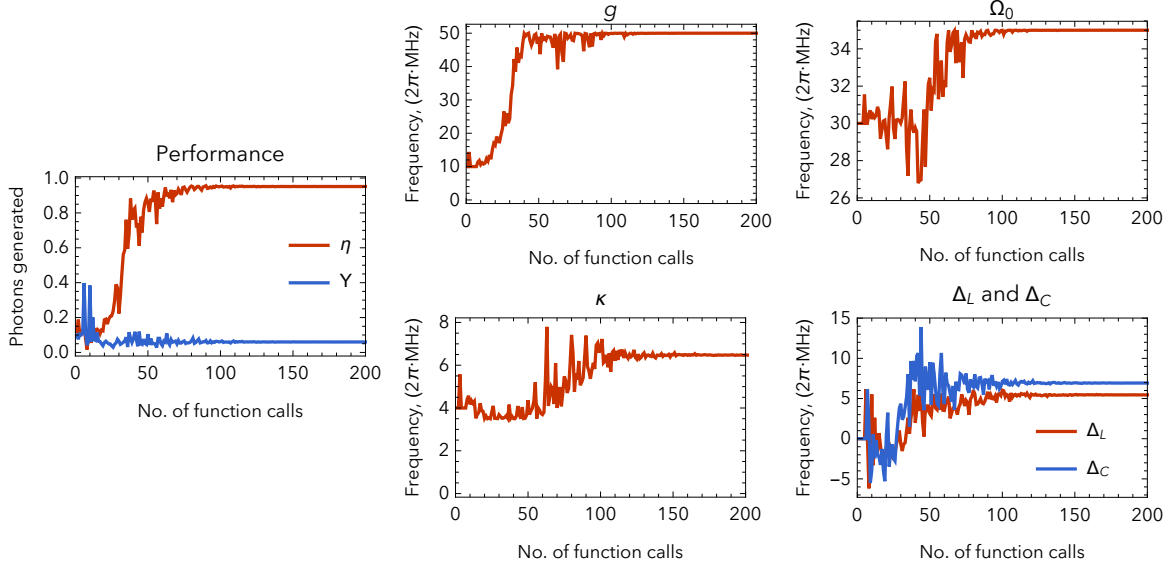 Performance
Photons generated
1.0
0.8
0.6
0.4
0.2
0.0
η
Υ
0 50 100 150 200
No. of function calls
g
Frequency, (2π·MHz)
50
40
30
20
10
0
0 50 100 150 200
No. of function calls
Ω₀
Frequency, (2π·MHz)
34
32
30
28
26
0 50 100 150 200
No. of function calls
κ
Frequency, (2π·MHz)
8
6
4
2
0
0 50 100 150 200
No. of function calls
Δ_L and Δ_C
Frequency, (2π·MHz)
15
10
5
0
−5
Δ_L
Δ_C
0 50 100 150 200
No. of function calls